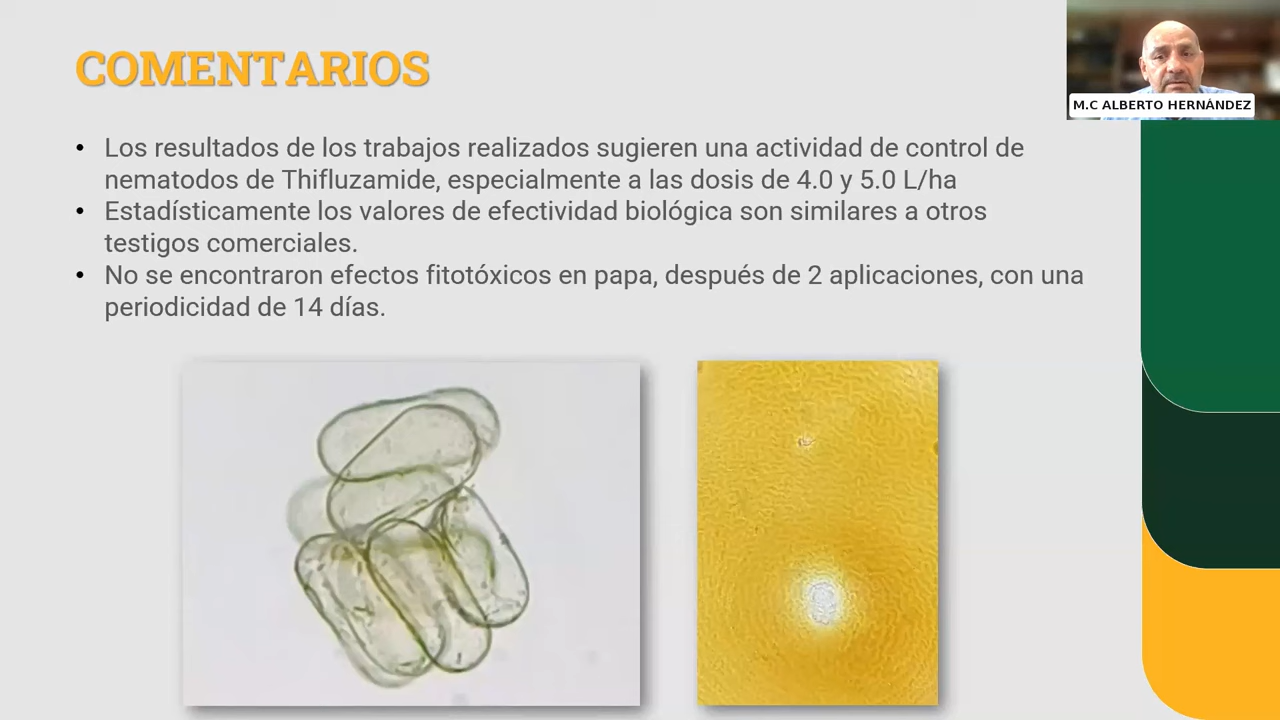 COMENTARIOS
M.C ALBERTO HERNÁNDEZ
• Los resultados de los trabajos realizados sugieren una actividad de control de
nematodos de Thifluzamide, especialmente a las dosis de 4.0 y 5.0 L/ha
• Estadísticamente los valores de efectividad biológica son similares a otros
testigos comerciales.
• No se encontraron efectos fitotóxicos en papa, después de 2 aplicaciones, con una
periodicidad de 14 días.